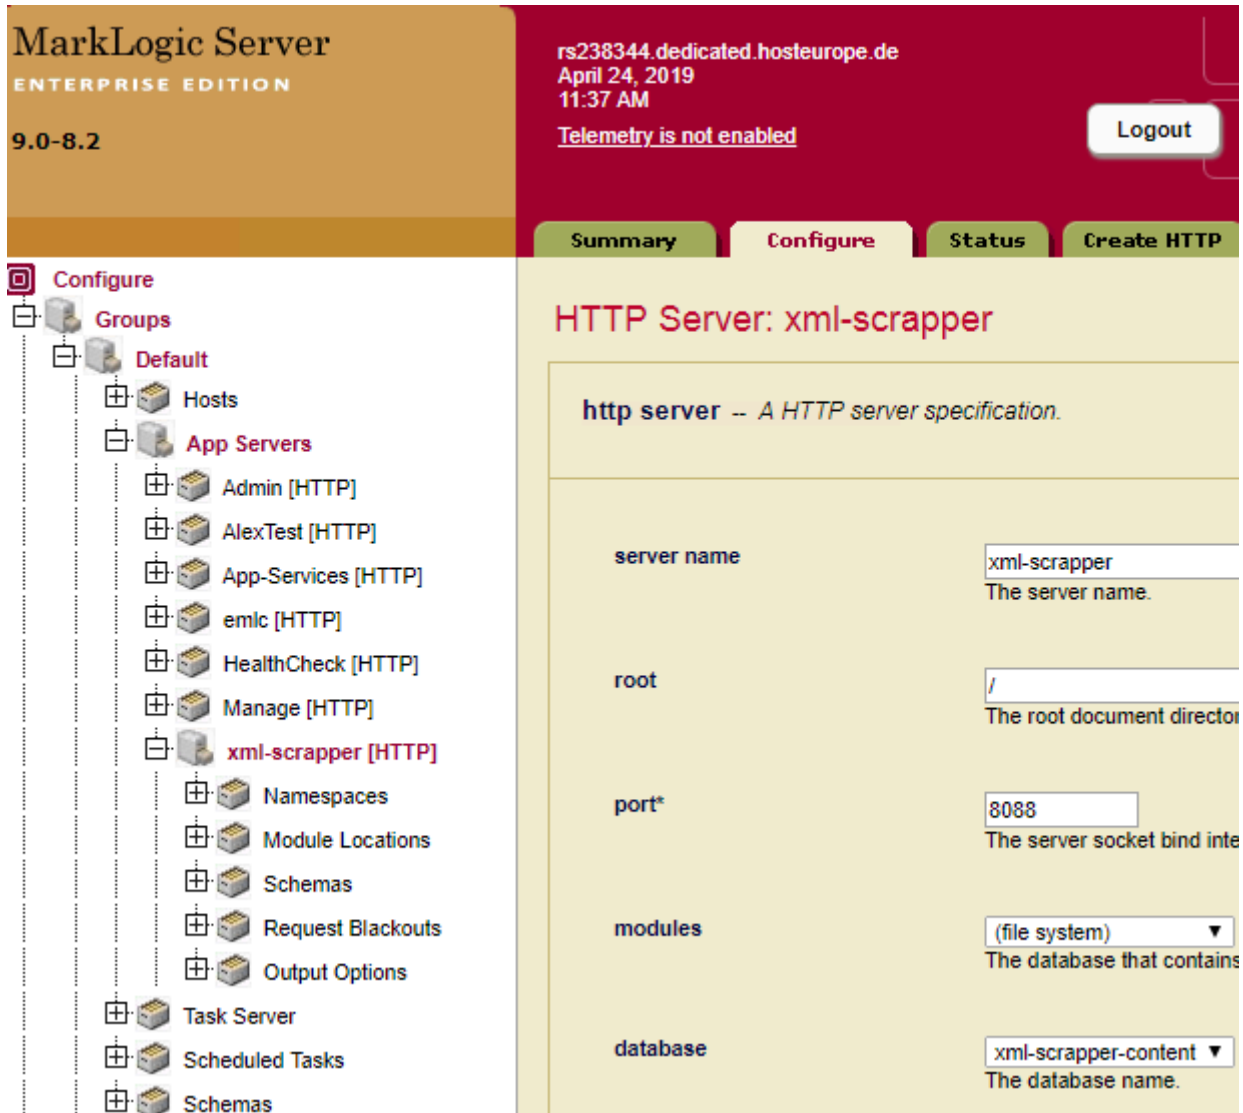 MarkLogic Server
ENTERPRISE EDITION
9.0-8.2
rs238344.dedicated.hosteurope.de
April 24, 2019
11:37 AM
Telemetry is not enabled
Logout
Summary
Configure
Status
Create HTTP
Configure
Groups
Default
Hosts
App Servers
Admin [HTTP]
AlexTest [HTTP]
App-Services [HTTP]
emlc [HTTP]
HealthCheck [HTTP]
Manage [HTTP]
xml-scrapper [HTTP]
Namespaces
Module Locations
Schemas
Request Blackouts
Output Options
Task Server
Scheduled Tasks
Schemas
HTTP Server: xml-scrapper
http server -- A HTTP server specification.
server name
xml-scrapper
The server name.
root
/
The root document director
port*
8088
The server socket bind inte
modules
(file system)
The database that contains
database
xml-scrapper-content
The database name.